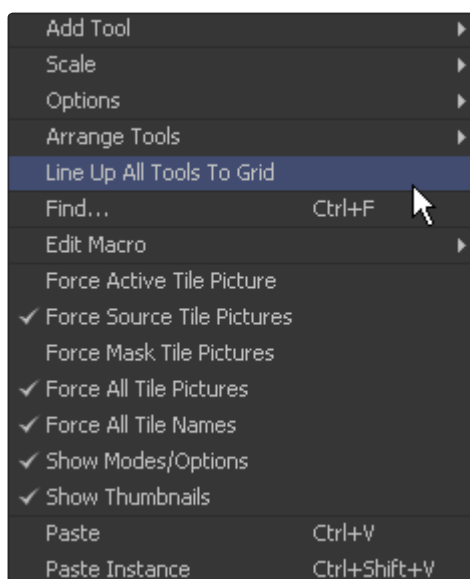 Add Tool
Scale
Options
Arrange Tools
Line Up All Tools To Grid
Find... Ctrl+F
Edit Macro
Force Active Tile Picture
Force Source Tile Pictures
Force Mask Tile Pictures
Force All Tile Pictures
Force All Tile Names
Show Modes/Options
Show Thumbnails
Paste Ctrl+V
Paste Instance Ctrl+Shift+V